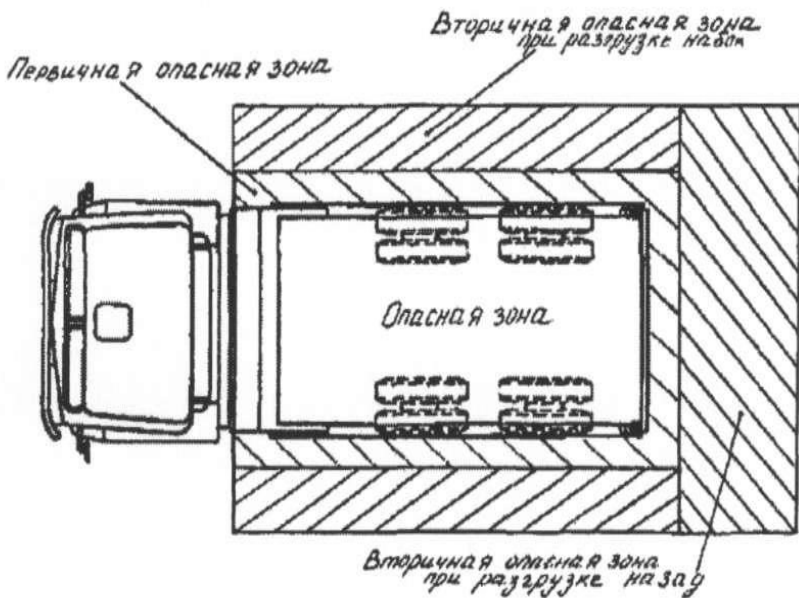 Вторичная опасная зона
при разгрузке набок
Первичная опасная зона
Опасная зона
Вторичная опасная зона
при разгрузке назад